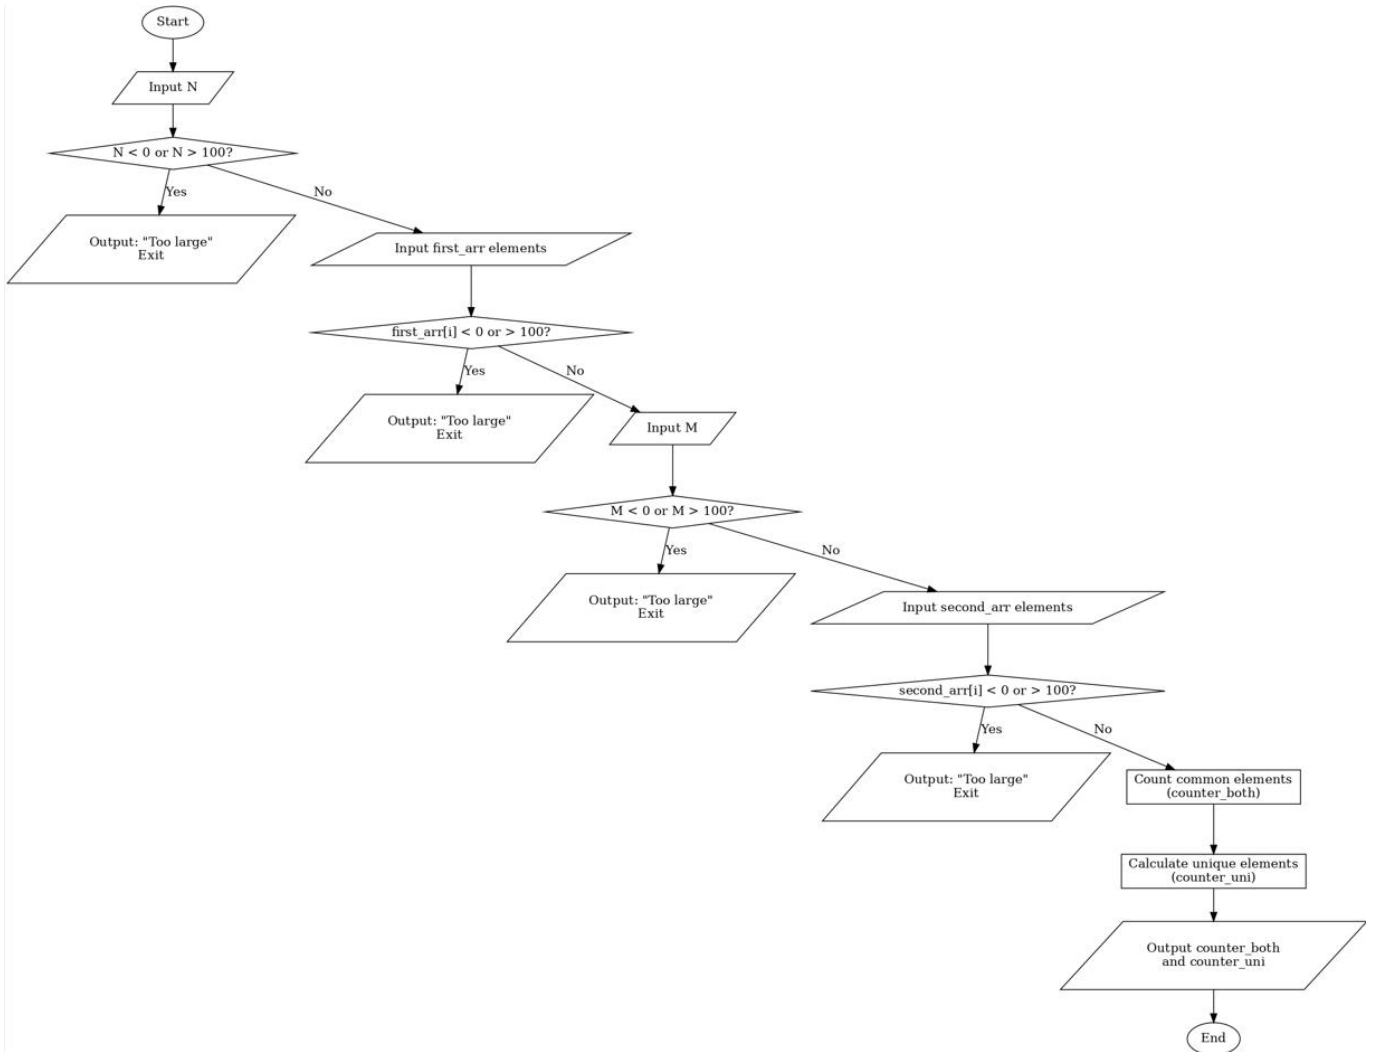 Start
Input N
N < 0 or N > 100?
Yes
No
Output: "Too large"
Exit
Input first_arr elements
first_arr[i] < 0 or > 100?
Yes
No
Output: "Too large"
Exit
Input M
M < 0 or M > 100?
Yes
No
Output: "Too large"
Exit
Input second_arr elements
second_arr[i] < 0 or > 100?
Yes
No
Output: "Too large"
Exit
Count common elements
(counter_both)
Calculate unique elements
(counter_uni)
Output counter_both
and counter_uni
End